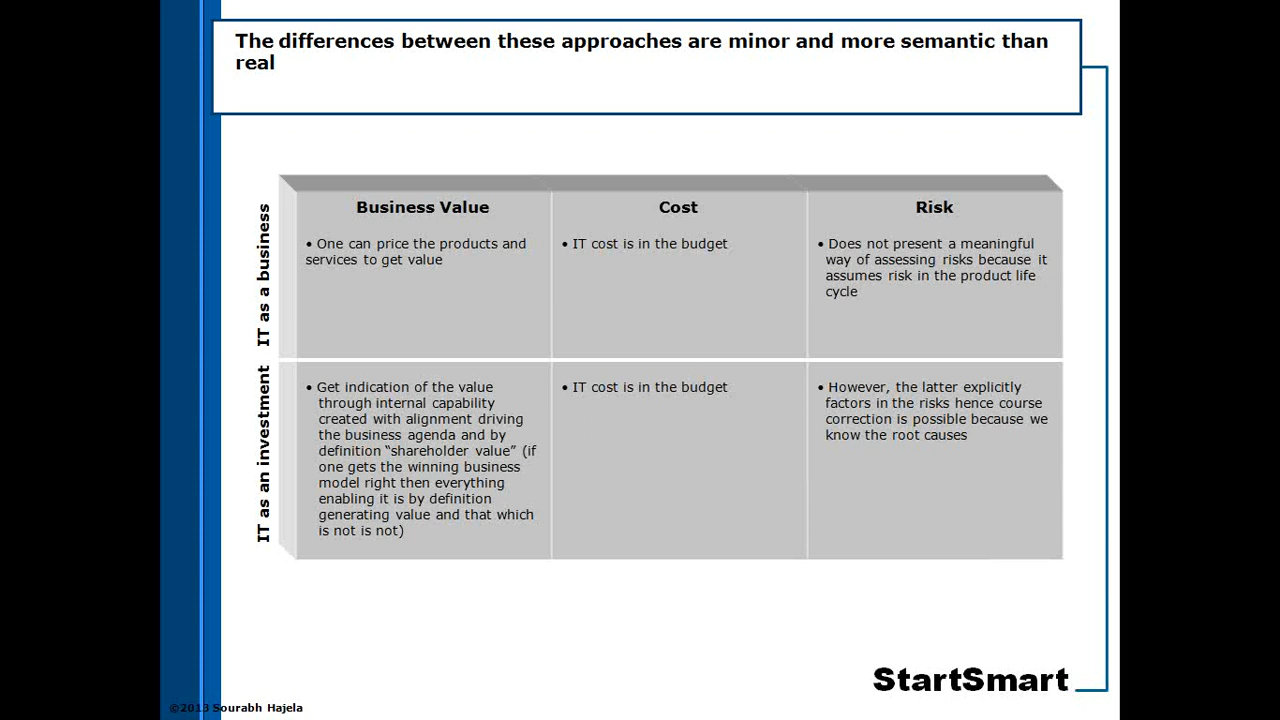 The differences between these approaches are minor and more semantic than
real
Business Value
Cost
Risk
IT as a business
• One can price the products and
services to get value
• IT cost is in the budget
• Does not present a meaningful
way of assessing risks because it
assumes risk in the product life
cycle
IT as an investment
• Get indication of the value
through internal capability
created with alignment driving
the business agenda and by
definition “shareholder value” (if
one gets the winning business
model right then everything
enabling it is by definition
generating value and that which
is not is not)
• IT cost is in the budget
• However, the latter explicitly
factors in the risks hence course
correction is possible because we
know the root causes
StartSmart
©2013 Sourabh Hajela